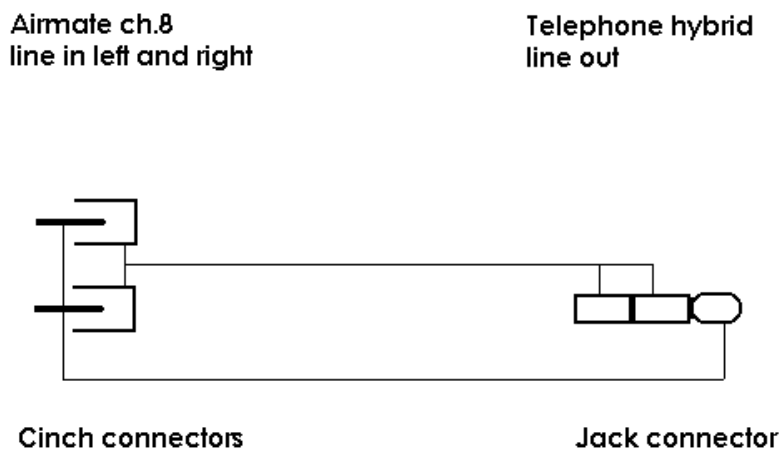 Airmate ch.8
line in left and right
Telephone hybrid
line out
Cinch connectors
Jack connector